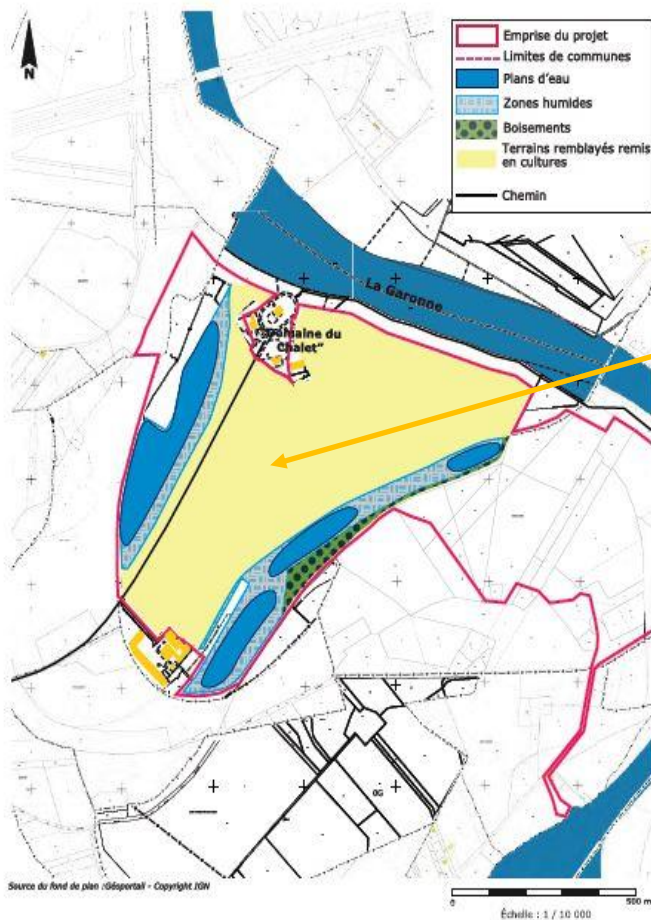 N
Emprise du projet
Limites de communes
Plans d'eau
Zones humides
Boisements
Terrains remblayés remis
en cultures
Chemin
La Garonne
"Domaine du
Chalet"
0G
Source du fond de plan :Géoportail - Copyright IGN
0
500 m
Échelle : 1 / 10 000